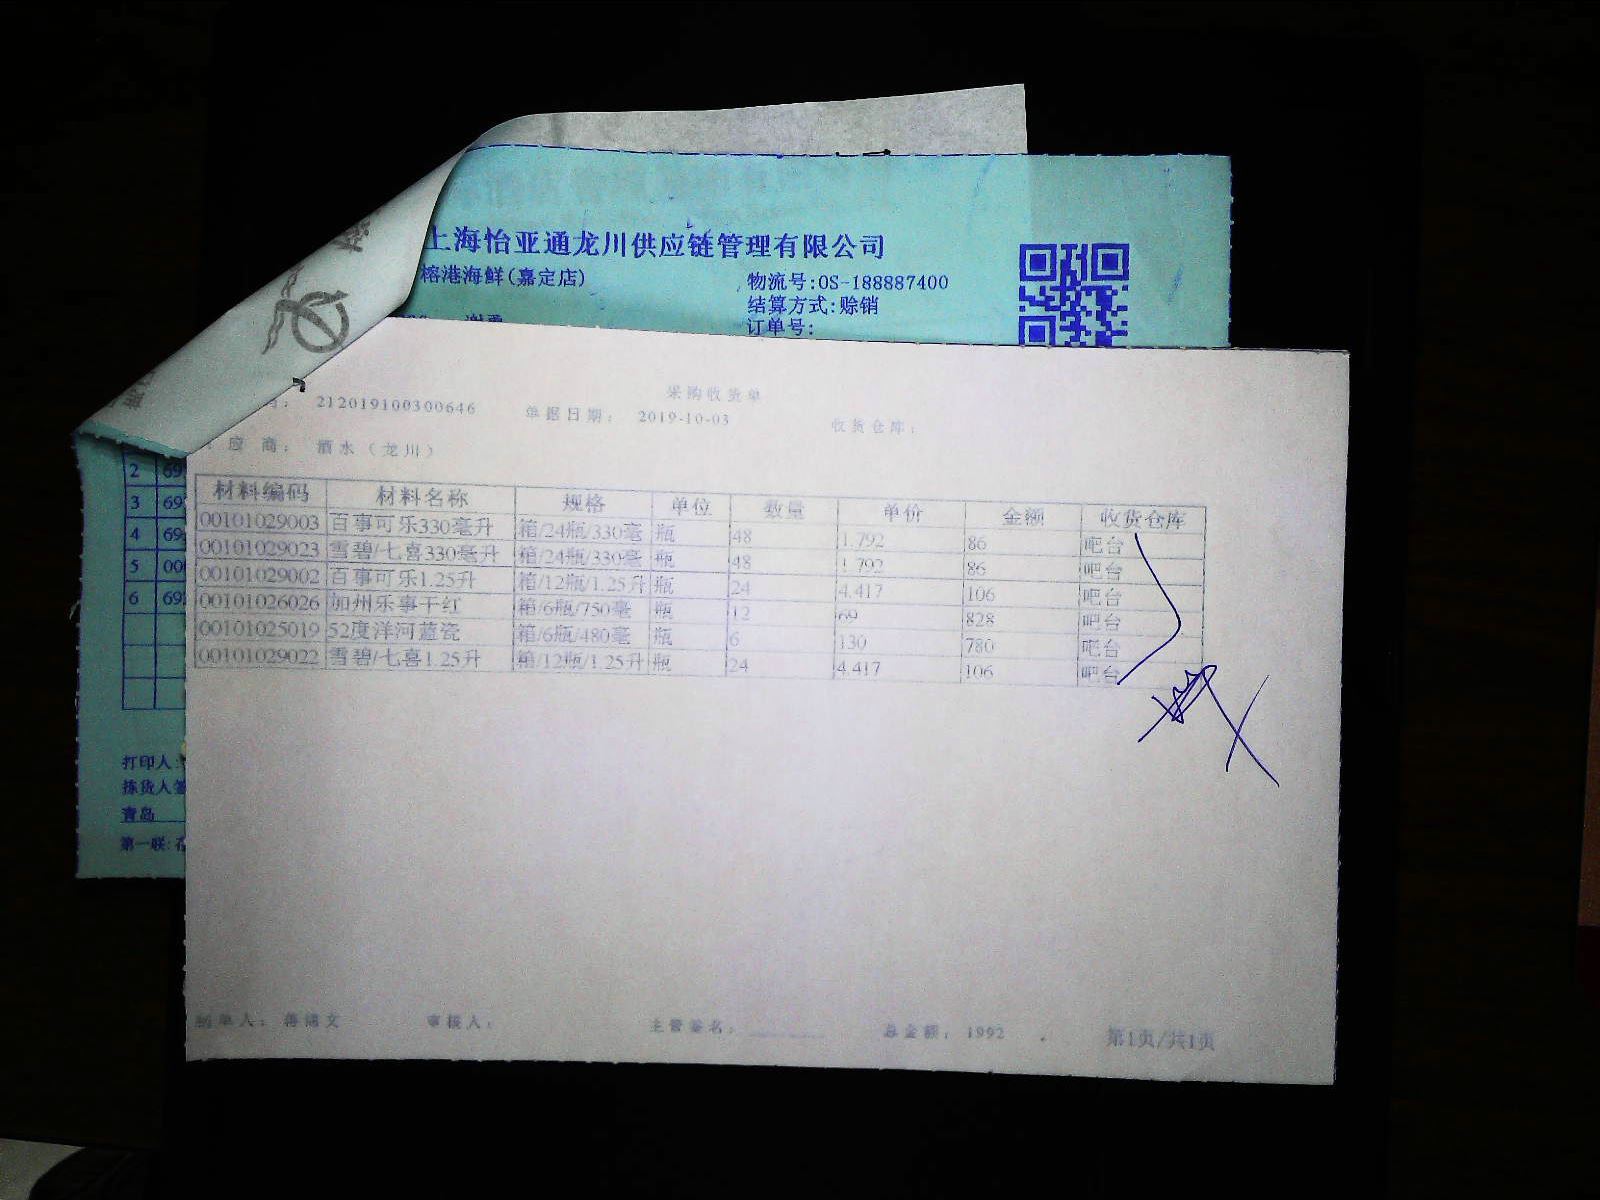 上海怡亚通龙川供应链管理有限公司
榕港海鲜(嘉定店)
物流号:OS-188887400
结算方式:赊销
订单号:
采购收货单
212019100300646 单据日期: 2019-10-03 收货仓库:
应 商: 酒水（龙川）
材料编码 材料名称 规格 单位 数量 单价 金额 收货仓库
00101029003 百事可乐330毫升 箱/24瓶/330毫 瓶 48 1.792 86 吧台
00101029023 雪碧/七喜330毫升 箱/24瓶/330毫 瓶 48 1.792 86 吧台
00101029002 百事可乐1.25升 箱/12瓶/1.25升 瓶 24 4.417 106 吧台
00101026026 加州乐事干红 箱/6瓶/750毫 瓶 12 69 828 吧台
00101025019 52度洋河蓝瓷 箱/6瓶/480毫 瓶 6 130 780 吧台
00101029022 雪碧/七喜1.25升 箱/12瓶/1.25升 瓶 24 4.417 106 吧台
2 69
3 69
4 69
5 00
6 69
打印人:
拣货人签
青岛
第一联:存
制单人: 审核人: 主管签名: 总金额: 1992 第1页/共1页